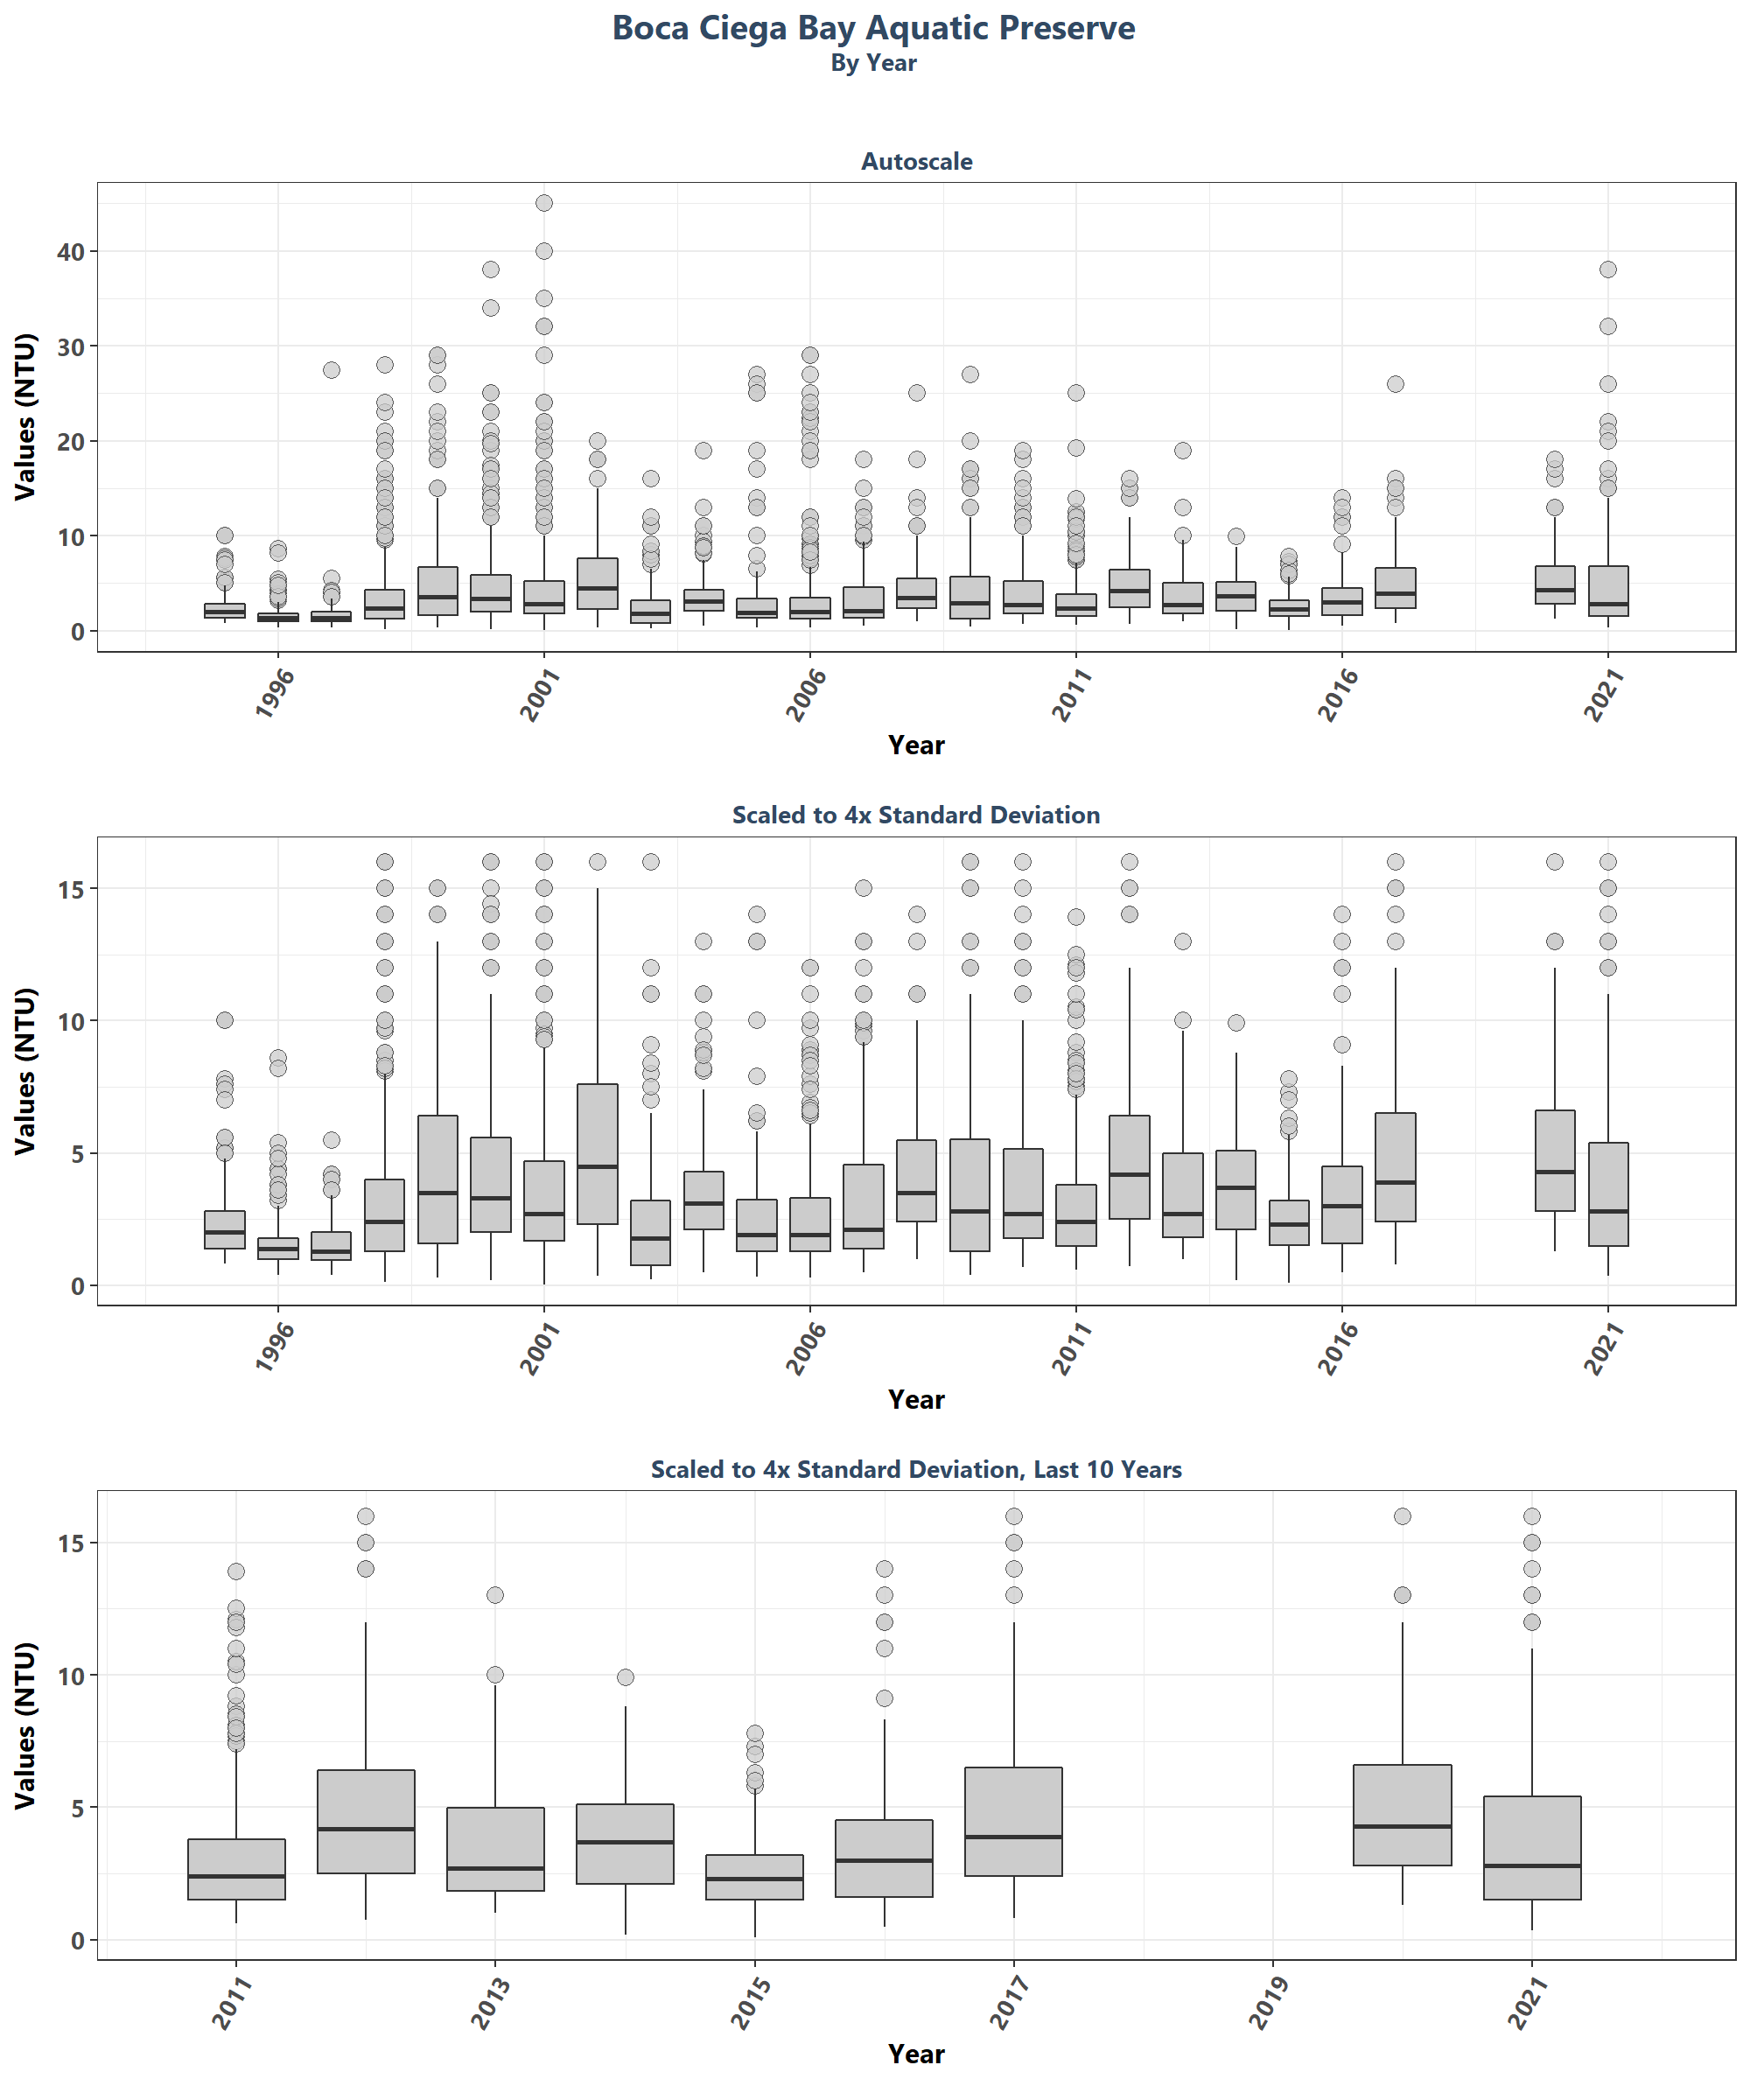 Boca Ciega Bay Aquatic Preserve
By Year
Autoscale
Values (NTU)
40
30
20
10
0
1996 2001 2006 2011 2016 2021
Year
Scaled to 4x Standard Deviation
Values (NTU)
15
10
5
0
1996 2001 2006 2011 2016 2021
Year
Scaled to 4x Standard Deviation, Last 10 Years
Values (NTU)
15
10
5
0
2011 2013 2015 2017 2019 2021
Year